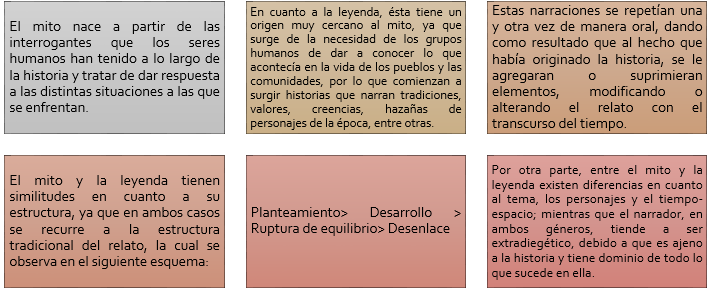 El mito nace a partir de las
interrogantes que los seres
humanos han tenido a lo largo de
la historia y tratar de dar respuesta
a las distintas situaciones a las que
se enfrentan.
En cuanto a la leyenda, ésta tiene un
origen muy cercano al mito, ya que
surge de la necesidad de los grupos
humanos de dar a conocer lo que
acontecía en la vida de los pueblos y las
comunidades, por lo que comienzan a
surgir historias que narran tradiciones,
valores, creencias, hazañas de
personajes de la época, entre otras.
Estas narraciones se repetían una
y otra vez de manera oral, dando
como resultado que al hecho que
había originado la historia, se le
agregaran o suprimieran
elementos, modificando o
alterando el relato con el
transcurso del tiempo.
El mito y la leyenda tienen
similitudes en cuanto a su
estructura, ya que en ambos casos
se recurre a la estructura
tradicional del relato, la cual se
observa en el siguiente esquema:
Planteamiento> Desarrollo >
Ruptura de equilibrio> Desenlace
Por otra parte, entre el mito y la
leyenda existen diferencias en cuanto
al tema, los personajes y el tiempo-
espacio; mientras que el narrador, en
ambos géneros, tiende a ser
extradiegético, debido a que es ajeno
a la historia y tiene dominio de todo lo
que sucede en ella.